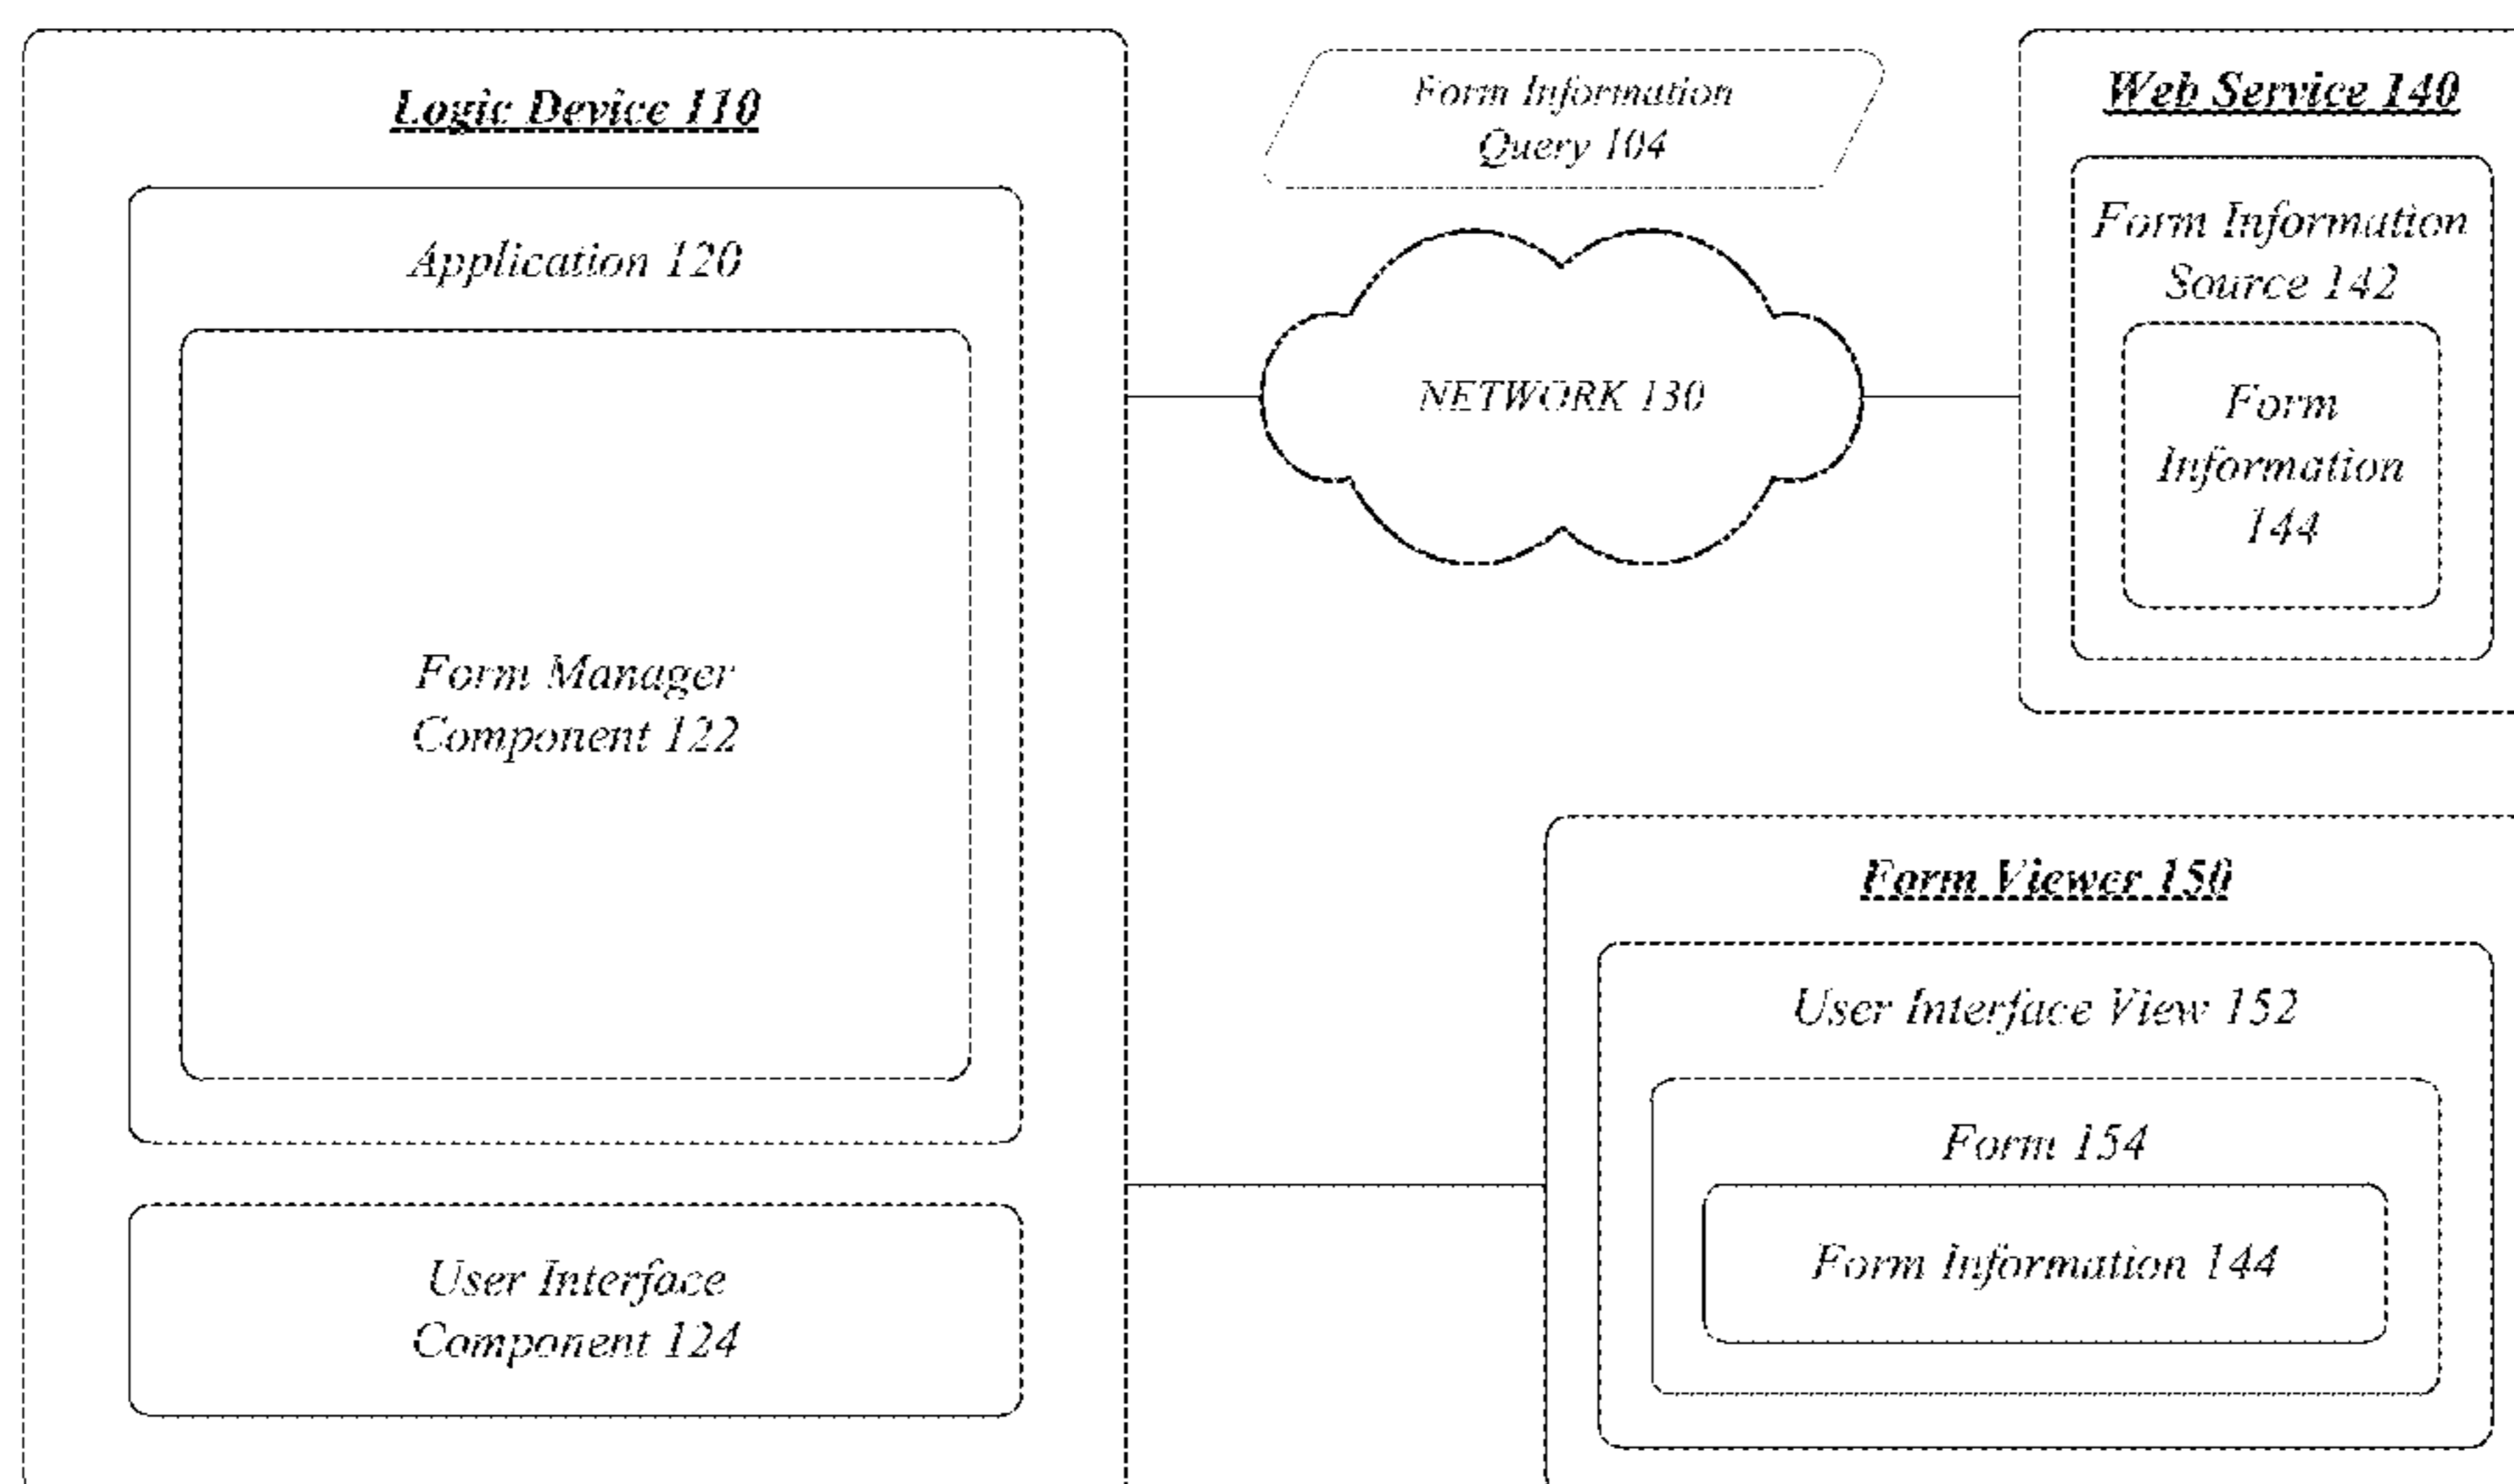 Logic Device 110
Application 120
Form Manager
Component 122
User Interface
Component 124
Form Information
Query 104
NETWORK 130
Web Service 140
Form Information
Source 142
Form
Information
144
Form Viewer 150
User Interface View 152
Form 154
Form Information 144